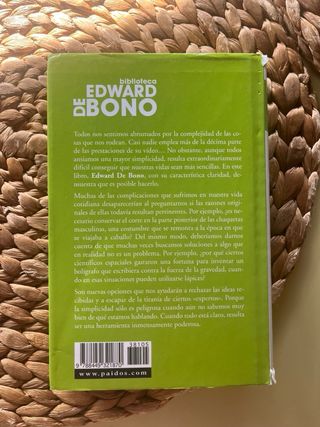 biblioteca
EDWARD
DE BONO
Todos nos sentimos abrumados por la complejidad de las co-
sas que nos rodean. Casi nadie emplea más de la décima parte
de las prestaciones de su vídeo... No obstante, aunque todos
ansiamos una mayor simplicidad, resulta extraordinariamente
difícil conseguir que nuestras vidas sean más sencillas. En este
libro, Edward De Bono, con su característica claridad, de-
muestra que es posible hacerlo.
Muchas de las complicaciones que sufrimos en nuestra vida
cotidiana desaparecerían al preguntarnos si las razones origi-
nales de ellas todavía resultan pertinentes. Por ejemplo, ¿es ne-
cesario conservar el corte en la parte posterior de las chaquetas
masculinas, una costumbre que se remonta a la época en que
se viajaba a caballo? Del mismo modo, deberíamos darnos
cuenta de que muchas veces buscamos soluciones a algo que
en realidad no es un problema. Por ejemplo, ¿por qué ciertos
científicos espaciales gastaron una fortuna para inventar un
bolígrafo que escribiera contra la fuerza de la gravedad, cuando
en esas situaciones pueden utilizarse lápices?
Son nuevas opciones que nos ayudarán a rechazar las ideas re-
cibidas y a escapar de la tiranía de ciertos «expertos». Porque
la simplicidad sólo es peligrosa cuando aún no sabemos muy
bien de qué estamos hablando. Cuando todo está claro, resulta
ser una herramienta inmensamente poderosa.
38105
9 788449 321870
www.paidos.com